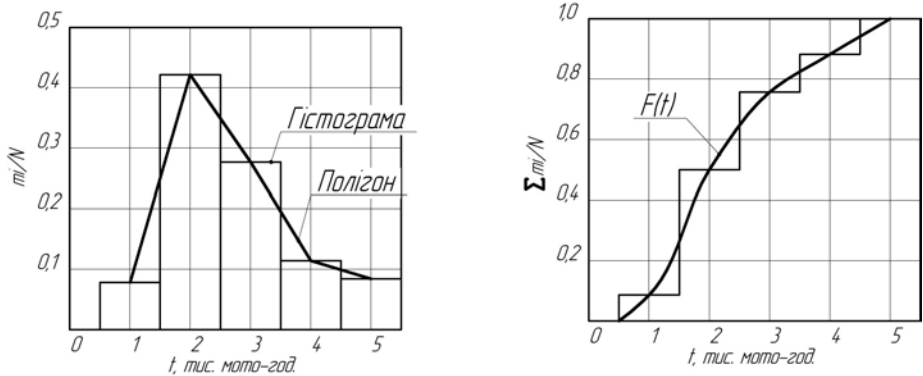 0,5
0,4
0,3
0,2
0,1
mi/N
Гістограма
Полігон
0 1 2 3 4 5
t, тис. мото-год.
1,0
0,8
0,6
0,4
0,2
Σmi/N
F(t)
0 1 2 3 4 5
t, тис. мото-год.